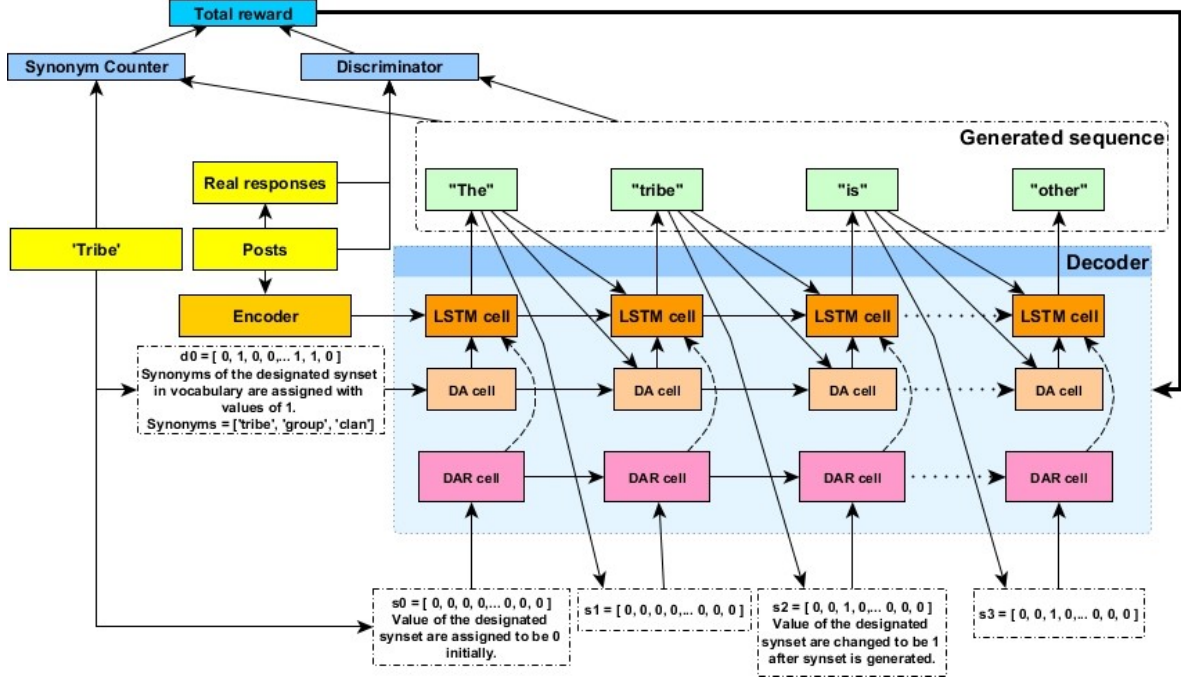 Total reward
Synonym Counter
Discriminator
Generated sequence
Real responses
"The"
"tribe"
"is"
"other"
'Tribe'
Posts
Decoder
Encoder
LSTM cell
LSTM cell
LSTM cell
LSTM cell
d0 = [ 0, 1, 0, 0,... 1, 1, 0 ]
Synonyms of the designated synset
in vocabulary are assigned with
values of 1.
Synonyms = ['tribe', 'group', 'clan']
DA cell
DA cell
DA cell
DA cell
DAR cell
DAR cell
DAR cell
DAR cell
s0 = [ 0, 0, 0, 0,... 0, 0, 0 ]
Value of the designated
synset are assigned to be 0
initially.
s1 = [ 0, 0, 0, 0,... 0, 0, 0 ]
s2 = [ 0, 0, 1, 0,... 0, 0, 0 ]
Value of the designated
synset are changed to be 1
after synset is generated.
s3 = [ 0, 0, 1, 0,... 0, 0, 0 ]